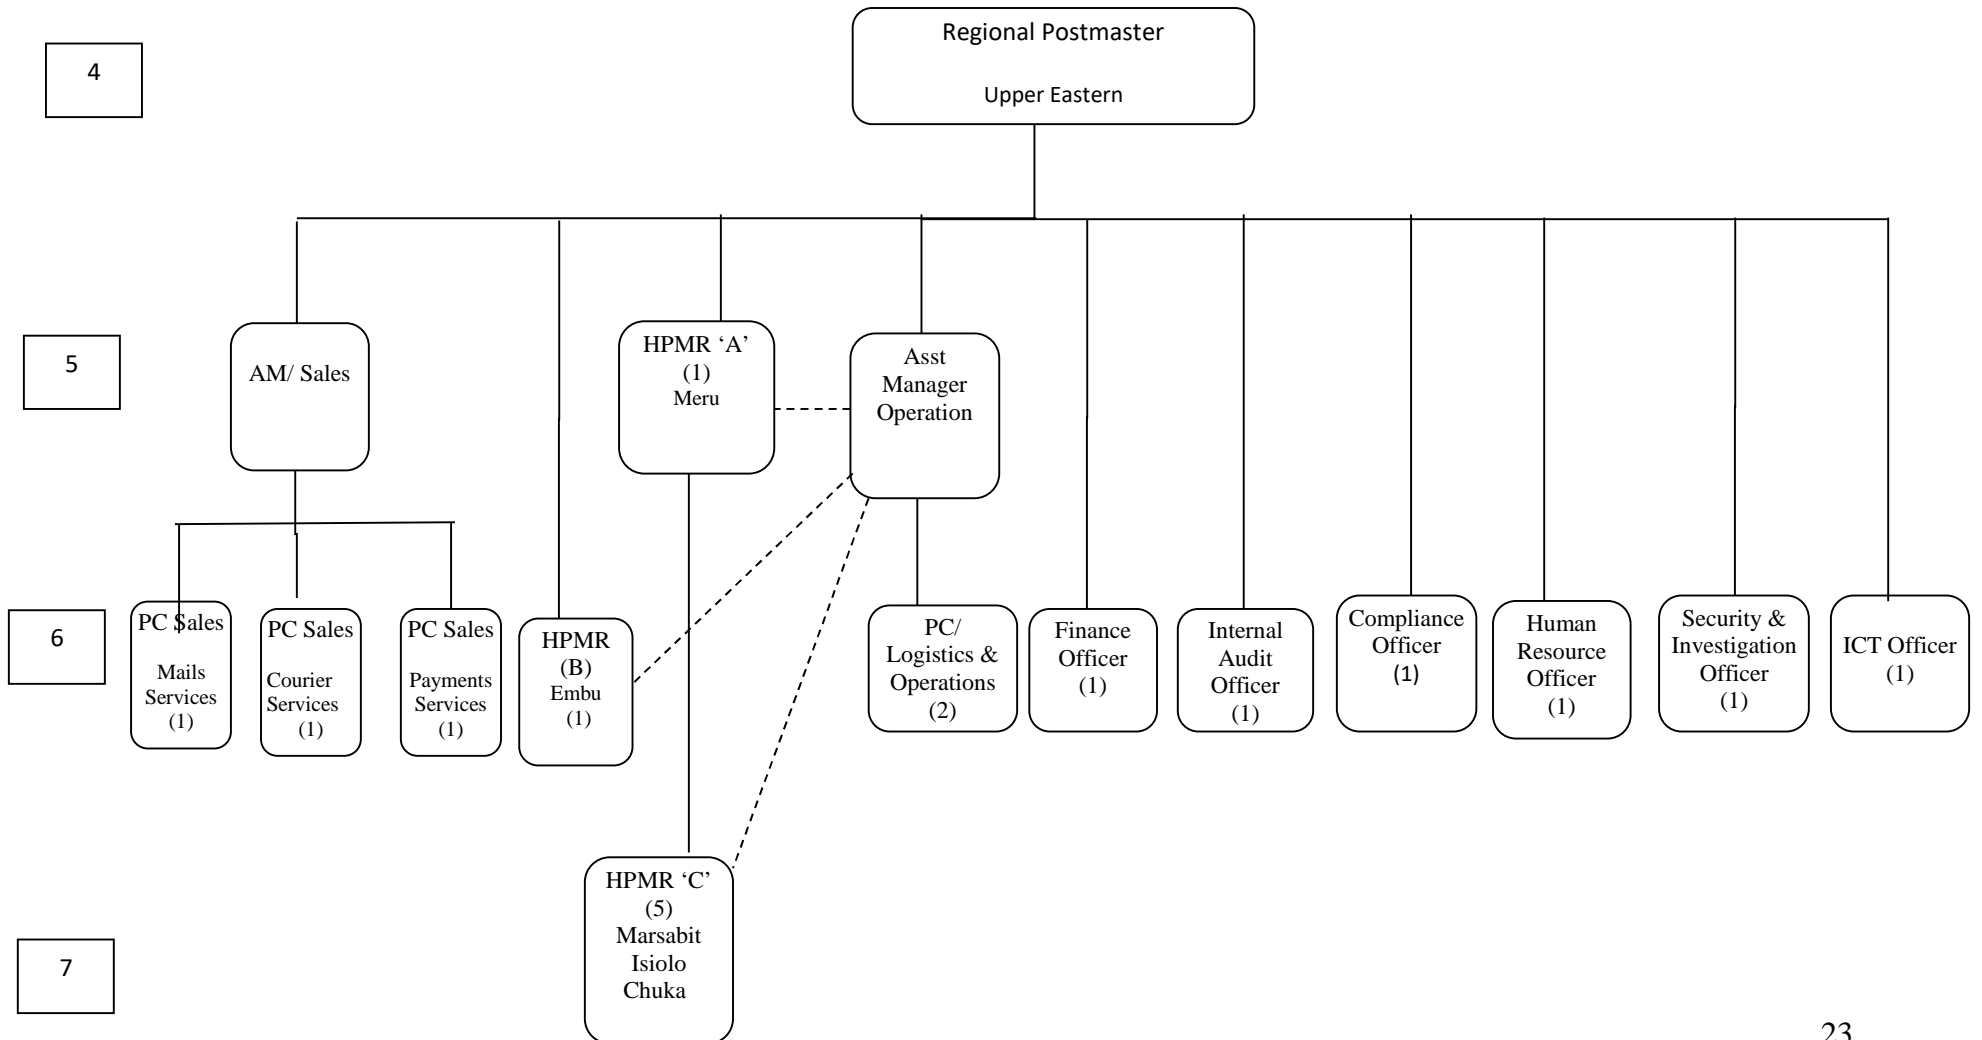 4
Regional Postmaster
Upper Eastern
5
AM/ Sales
HPMR ‘A’
(1)
Meru
Asst
Manager
Operation
6
PC Sales
Mails
Services
(1)
PC Sales
Courier
Services
(1)
PC Sales
Payments
Services
(1)
HPMR
(B)
Embu
(1)
PC/
Logistics &
Operations
(2)
Finance
Officer
(1)
Internal
Audit
Officer
(1)
Compliance
Officer
(1)
Human
Resource
Officer
(1)
Security &
Investigation
Officer
(1)
ICT Officer
(1)
7
HPMR ‘C’
(5)
Marsabit
Isiolo
Chuka
23